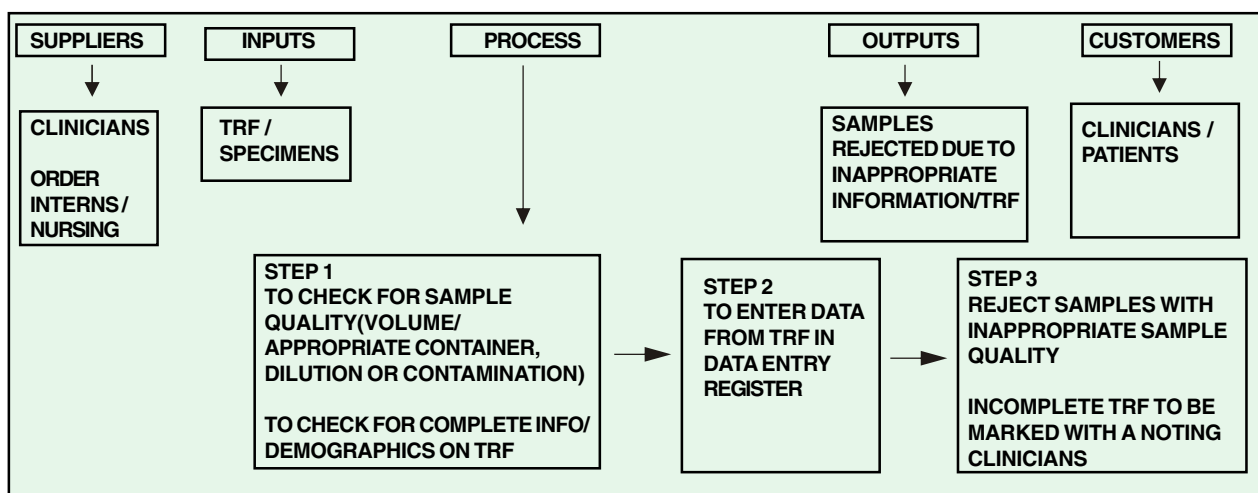 SUPPLIERS
INPUTS
PROCESS
OUTPUTS
CUSTOMERS
CLINICIANS
ORDER
INTERNS /
NURSING
TRF /
SPECIMENS
SAMPLES
REJECTED DUE TO
INAPPROPRIATE
INFORMATION/TRF
CLINICIANS /
PATIENTS
STEP 1
TO CHECK FOR SAMPLE
QUALITY(VOLUME/
APPROPRIATE CONTAINER,
DILUTION OR CONTAMINATION)
TO CHECK FOR COMPLETE INFO/
DEMOGRAPHICS ON TRF
STEP 2
TO ENTER DATA
FROM TRF IN
DATA ENTRY
REGISTER
STEP 3
REJECT SAMPLES WITH
INAPPROPRIATE SAMPLE
QUALITY
INCOMPLETE TRF TO BE
MARKED WITH A NOTING
CLINICIANS